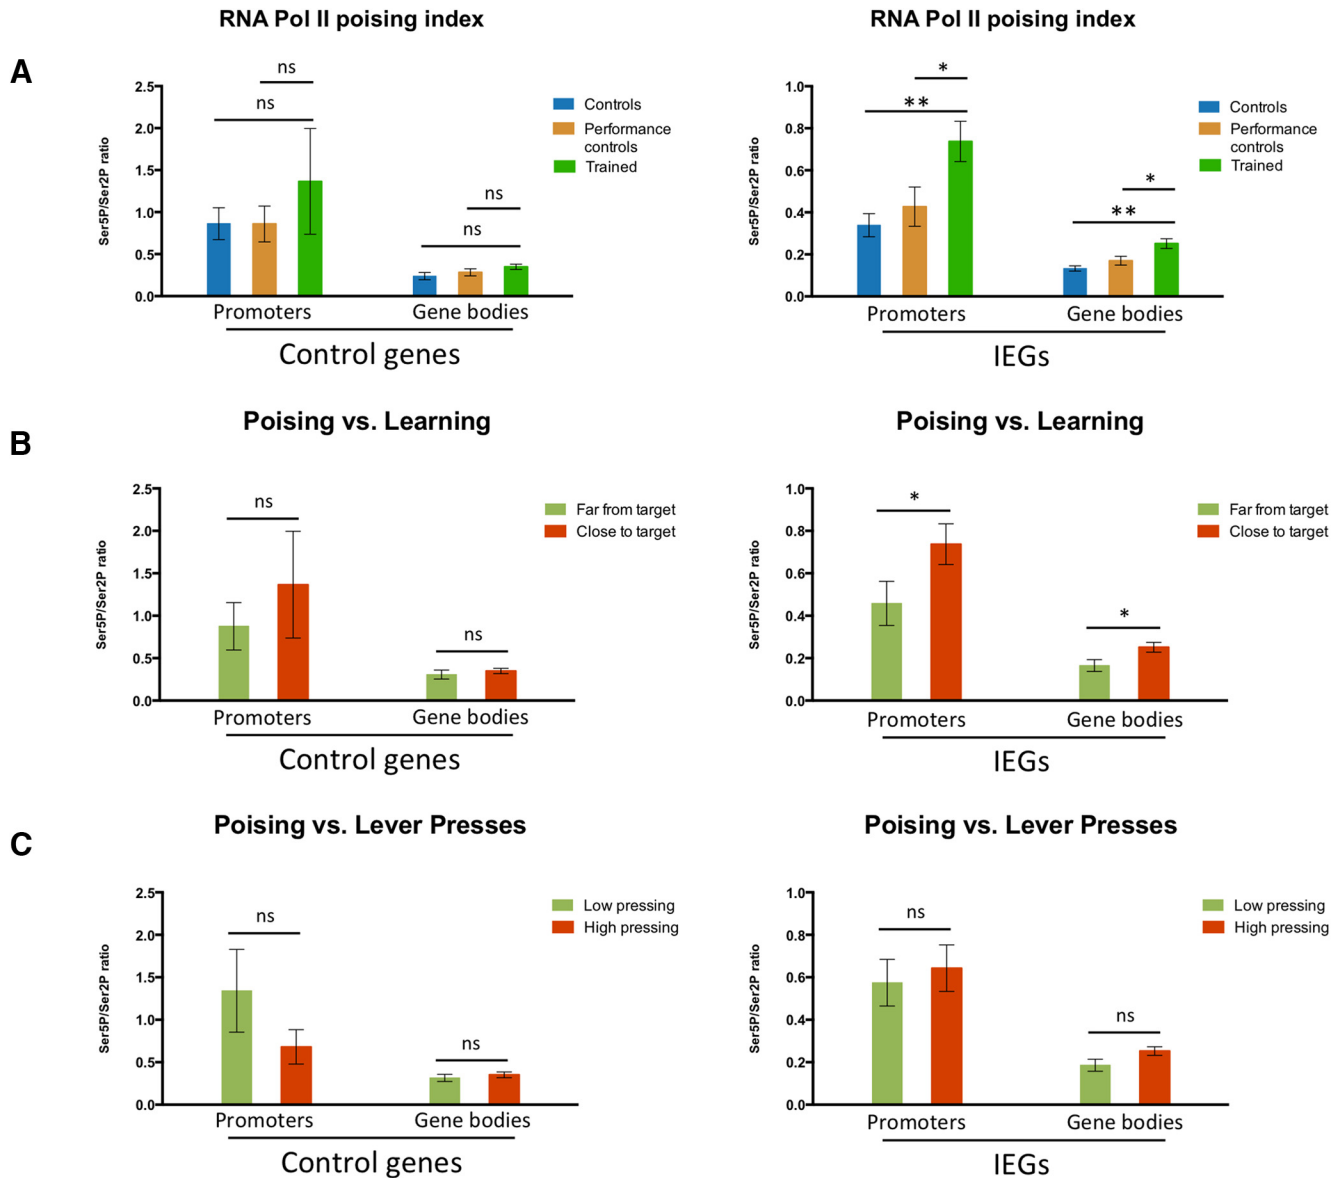 RNA Pol II poising index
RNA Pol II poising index
A
ns
ns
ns
ns
2.5
2.0
1.5
1.0
0.5
0.0
Ser5P/Ser2P ratio
Controls
Performance
controls
Trained
Promoters
Gene bodies
Control genes
*
**
*
**
1.0
0.8
0.6
0.4
0.2
0.0
Ser5P/Ser2P ratio
Controls
Performance
controls
Trained
Promoters
Gene bodies
IEGs
B
Poising vs. Learning
2.5
2.0
1.5
1.0
0.5
0.0
Ser5P/Ser2P ratio
ns
ns
Far from target
Close to target
Promoters
Gene bodies
Control genes
Poising vs. Learning
1.0
0.8
0.6
0.4
0.2
0.0
Ser5P/Ser2P ratio
*
*
Far from target
Close to target
Promoters
Gene bodies
IEGs
C
Poising vs. Lever Presses
2.5
2.0
1.5
1.0
0.5
0.0
Ser5P/Ser2P ratio
ns
ns
Low pressing
High pressing
Promoters
Gene bodies
Control genes
Poising vs. Lever Presses
1.0
0.8
0.6
0.4
0.2
0.0
Ser5P/Ser2P ratio
ns
ns
Low pressing
High pressing
Promoters
Gene bodies
IEGs